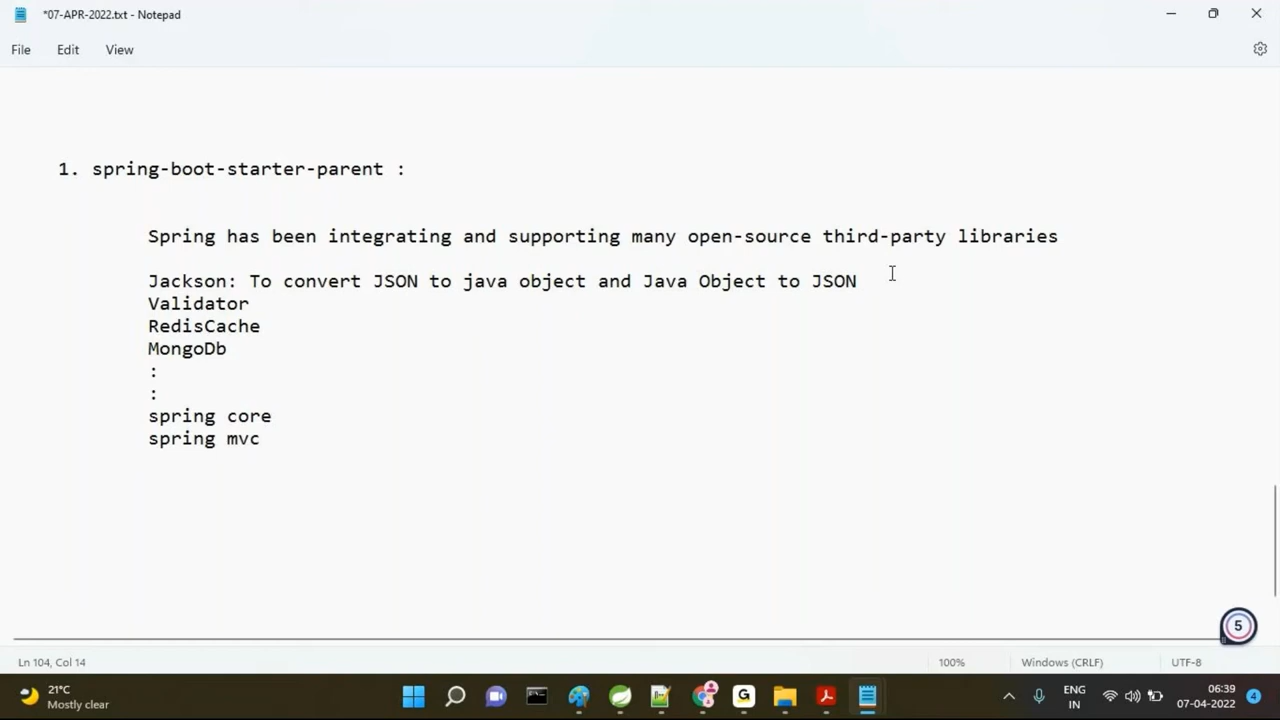 *07-APR-2022.txt - Notepad
File Edit View
1. spring-boot-starter-parent :
Spring has been integrating and supporting many open-source third-party libraries
Jackson: To convert JSON to java object and Java Object to JSON
Validator
RedisCache
MongoDb
:
:
spring core
spring mvc
5
Ln 104, Col 14 100% Windows (CRLF) UTF-8
21°C
Mostly clear
G
ENG
IN
06:39
07-04-2022
4